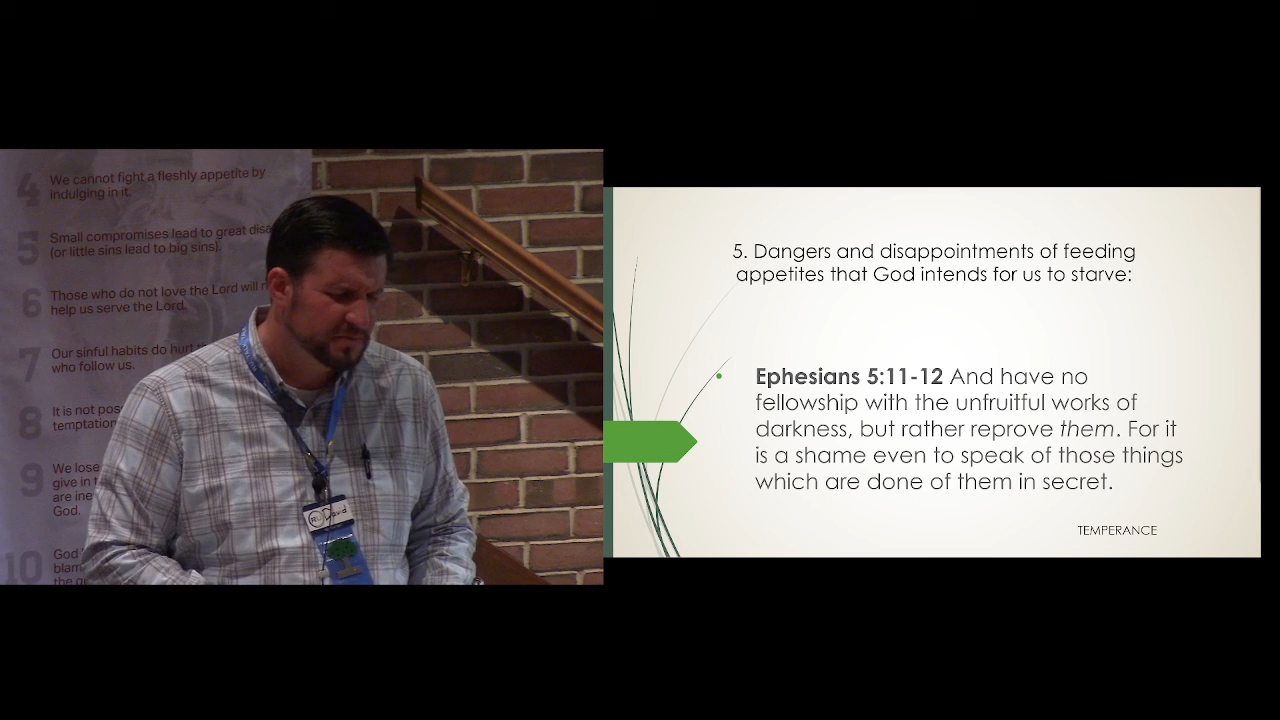 4 We cannot fight a fleshly appetite by
indulging in it.
5 Small compromises lead to great
(or little sins lead to big sins).
6 Those who do not love the Lord will
help us serve the Lord.
7 Our sinful habits do hurt
who follow us.
8 It is not
temptation
9 We lose
give in
are
God.
10 God
the
David
5. Dangers and disappointments of feeding
appetites that God intends for us to starve:
• Ephesians 5:11-12 And have no
fellowship with the unfruitful works of
darkness, but rather reprove them. For it
is a shame even to speak of those things
which are done of them in secret.
TEMPERANCE